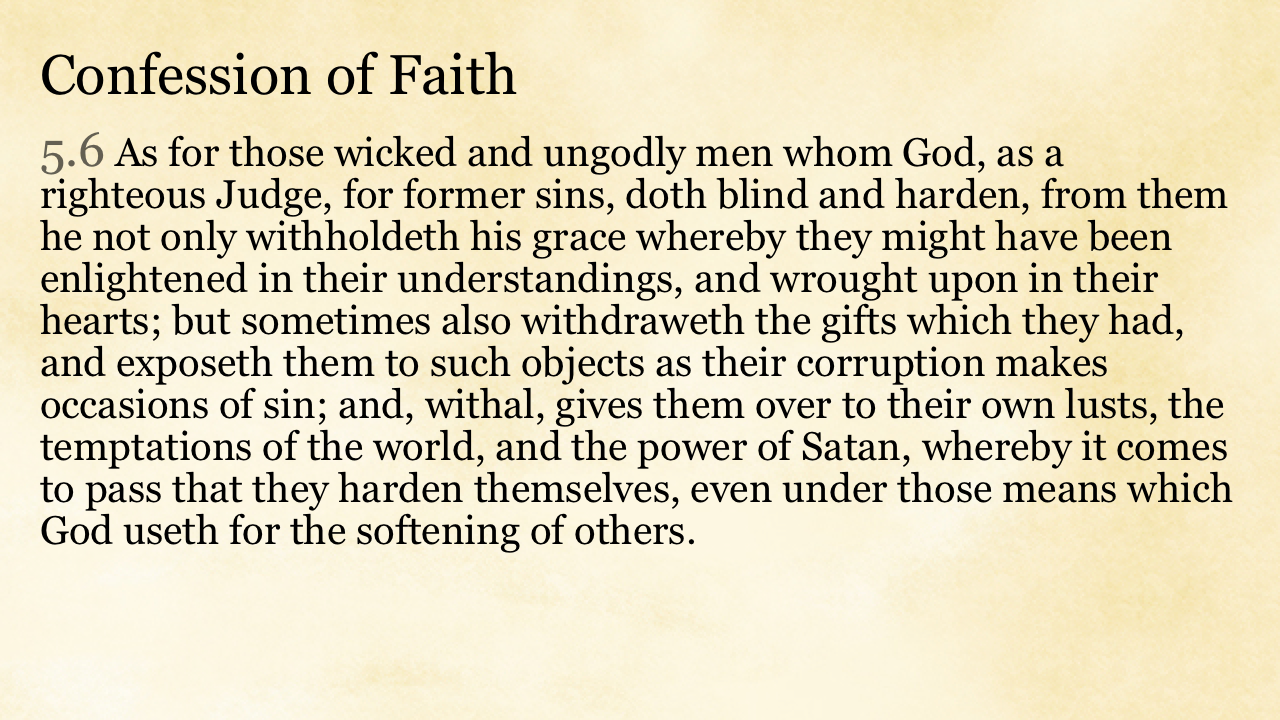 Confession of Faith
5.6 As for those wicked and ungodly men whom God, as a
righteous Judge, for former sins, doth blind and harden, from them
he not only withholdeth his grace whereby they might have been
enlightened in their understandings, and wrought upon in their
hearts; but sometimes also withdraweth the gifts which they had,
and exposeth them to such objects as their corruption makes
occasions of sin; and, withal, gives them over to their own lusts, the
temptations of the world, and the power of Satan, whereby it comes
to pass that they harden themselves, even under those means which
God useth for the softening of others.